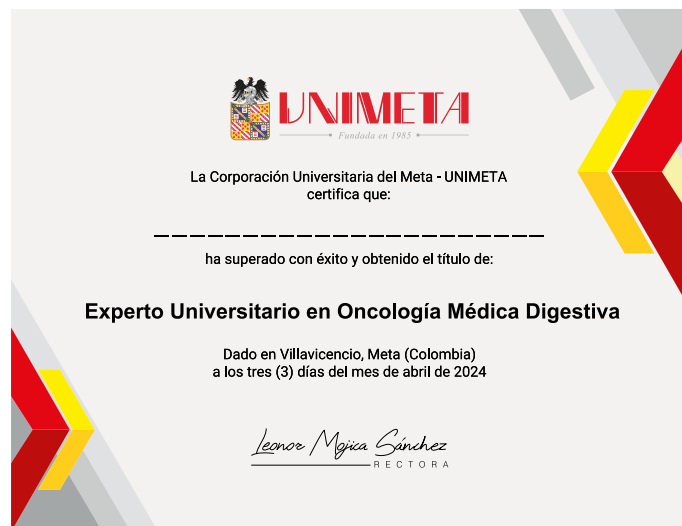 UNIMETA
Fundada en 1985
La Corporación Universitaria del Meta - UNIMETA
certifica que:
ha superado con éxito y obtenido el título de:
Experto Universitario en Oncología Médica Digestiva
Dado en Villavicencio, Meta (Colombia)
a los tres (3) días del mes de abril de 2024
Leonor Mojica Sánchez
RECTORA